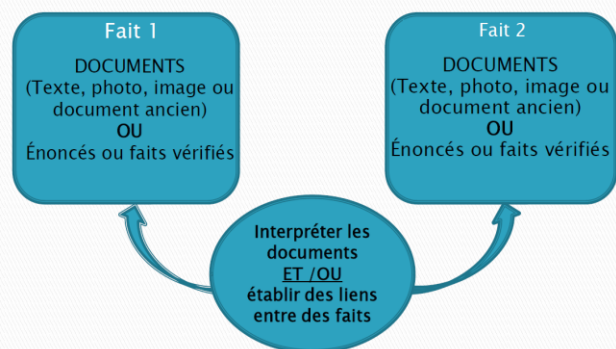 Fait 1
DOCUMENTS
(Texte, photo, image ou
document ancien)
OU
Énoncés ou faits vérifiés
Fait 2
DOCUMENTS
(Texte, photo, image ou
document ancien)
OU
Énoncés ou faits vérifiés
Interpréter les
documents
ET /OU
établir des liens
entre des faits